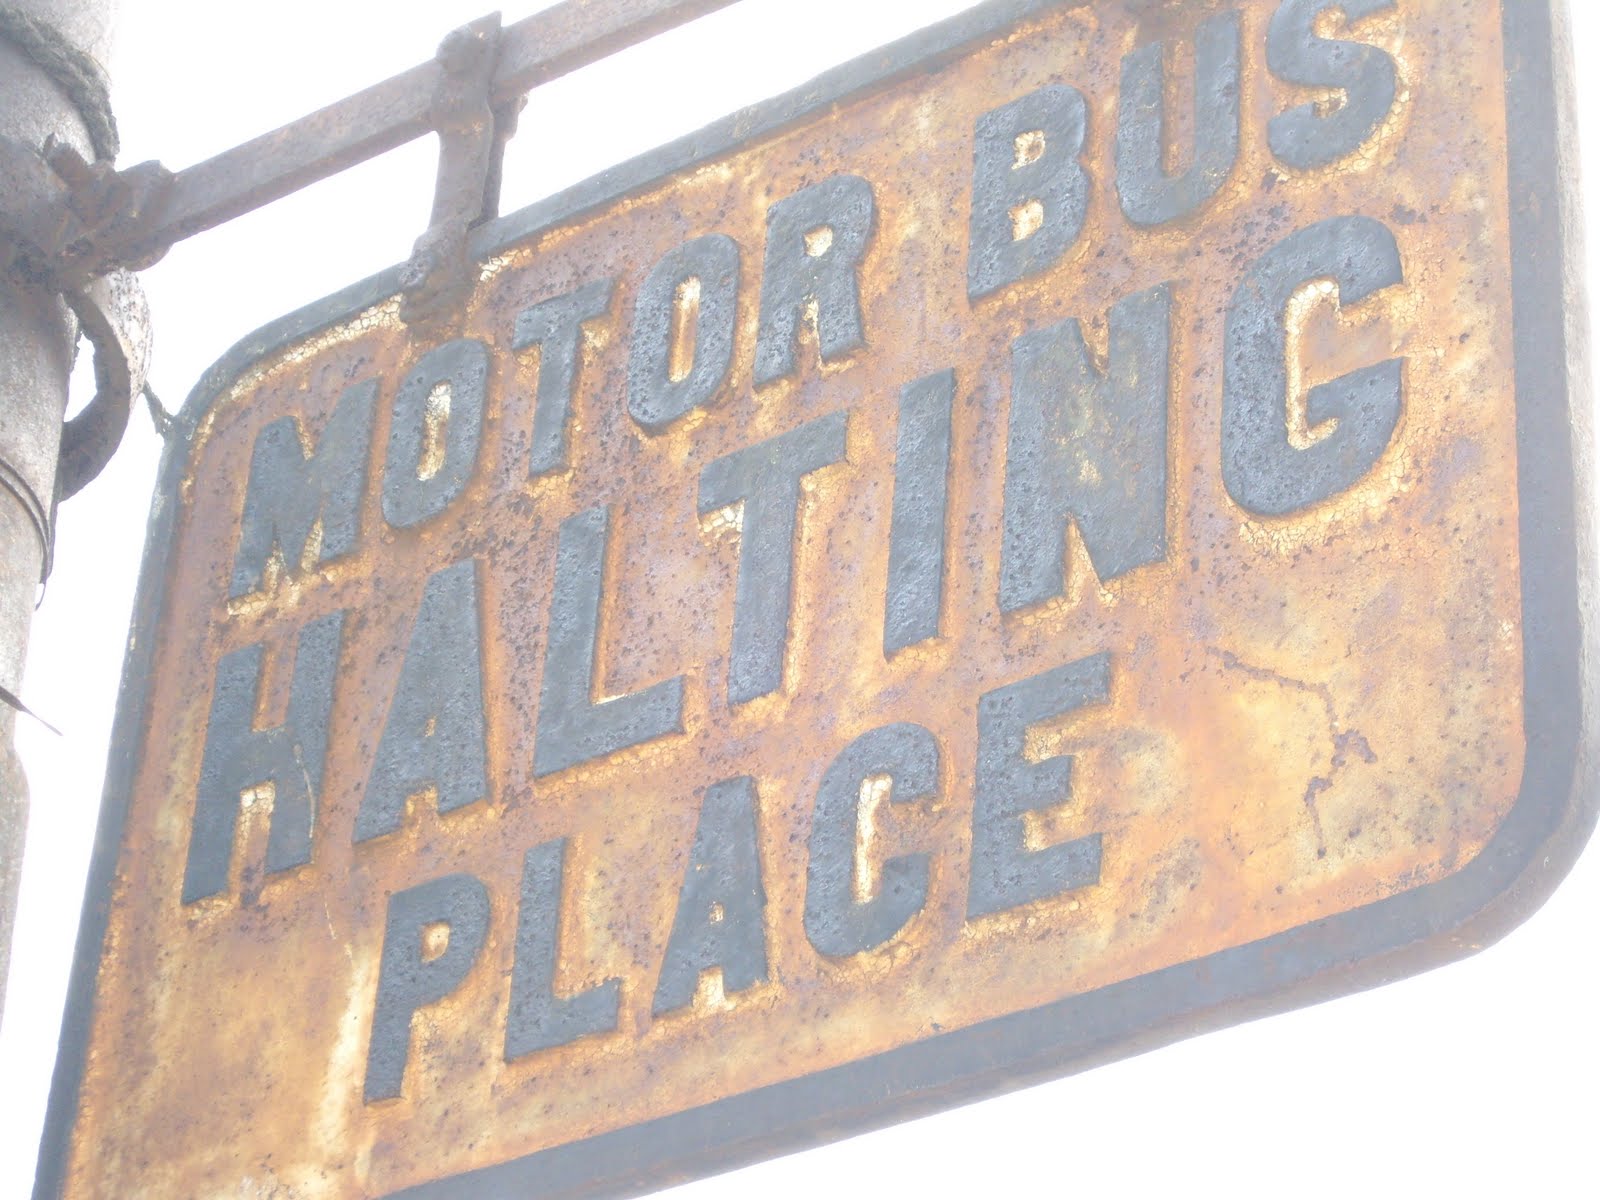 MOTOR BUS
HALTING
PLACE